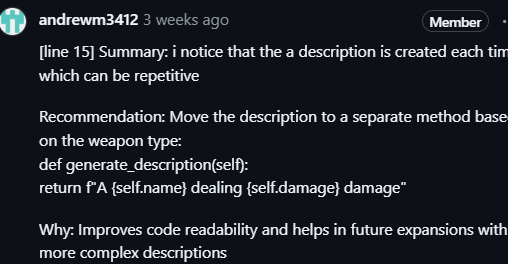 andrewm3412 3 weeks ago Member
[line 15] Summary: i notice that the a description is created each
which can be repetitive
Recommendation: Move the description to a separate method
on the weapon type:
def generate_description(self):
return f"A {self.name} dealing {self.damage} damage"
Why: Improves code readability and helps in future expansions with
more complex descriptions